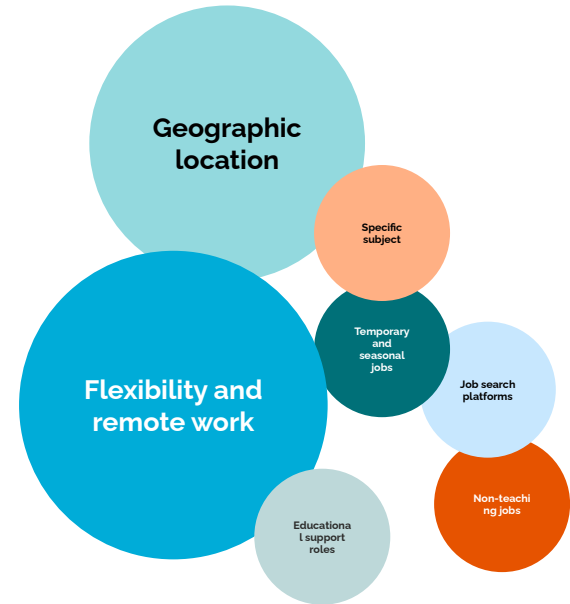 Geographic
location
Specific
subject
Temporary
and
seasonal
jobs
Flexibility and
remote work
Job search
platforms
Non-teachi
ng jobs
Educationa
l support
roles